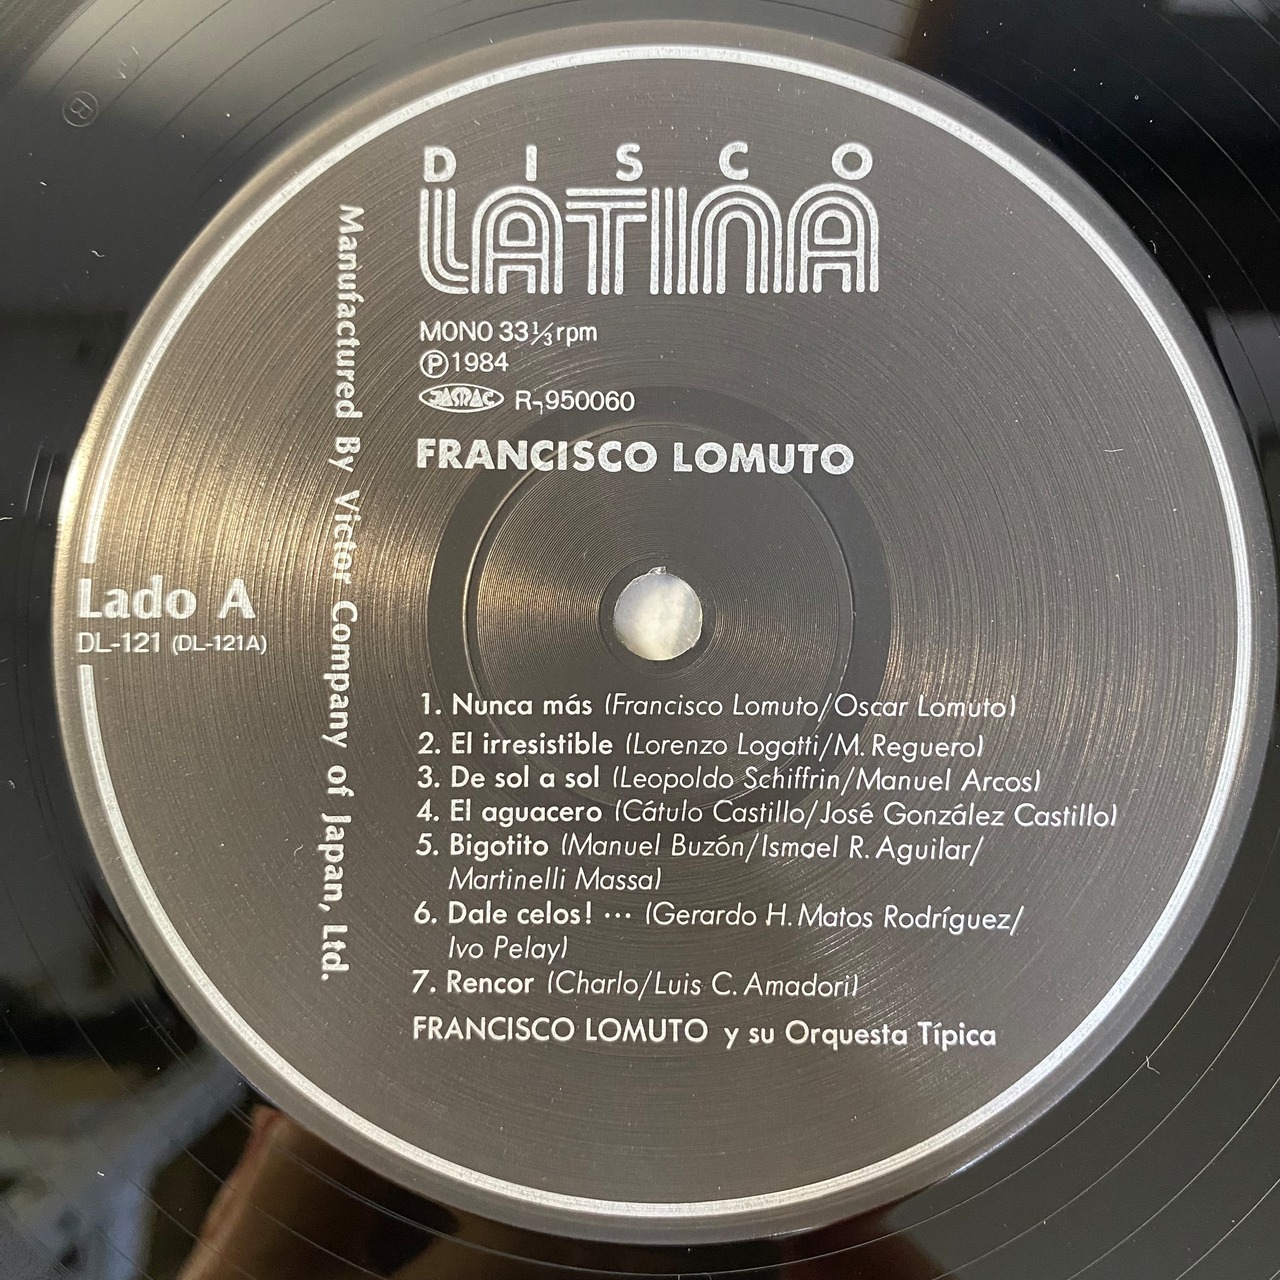 DISCO
LATINA
MONO 33⅓rpm
Ⓟ1984
JASRAC R-950060
FRANCISCO LOMUTO
Manufactured By Victor Company of Japan, Ltd.
Lado A
DL-121 (DL-121A)
1. Nunca más (Francisco Lomuto/Oscar Lomuto)
2. El irresistible (Lorenzo Logatti/M. Reguero)
3. De sol a sol (Leopoldo Schiffrin/Manuel Arcos)
4. El aguacero (Cátulo Castillo/José González Castillo)
5. Bigotito (Manuel Buzón/Ismael R. Aguilar/
Martinelli Massa)
6. Dale celos! ··· (Gerardo H. Matos Rodríguez/
Ivo Pelay)
7. Rencor (Charlo/Luis C. Amadori)
FRANCISCO LOMUTO y su Orquesta Típica
B